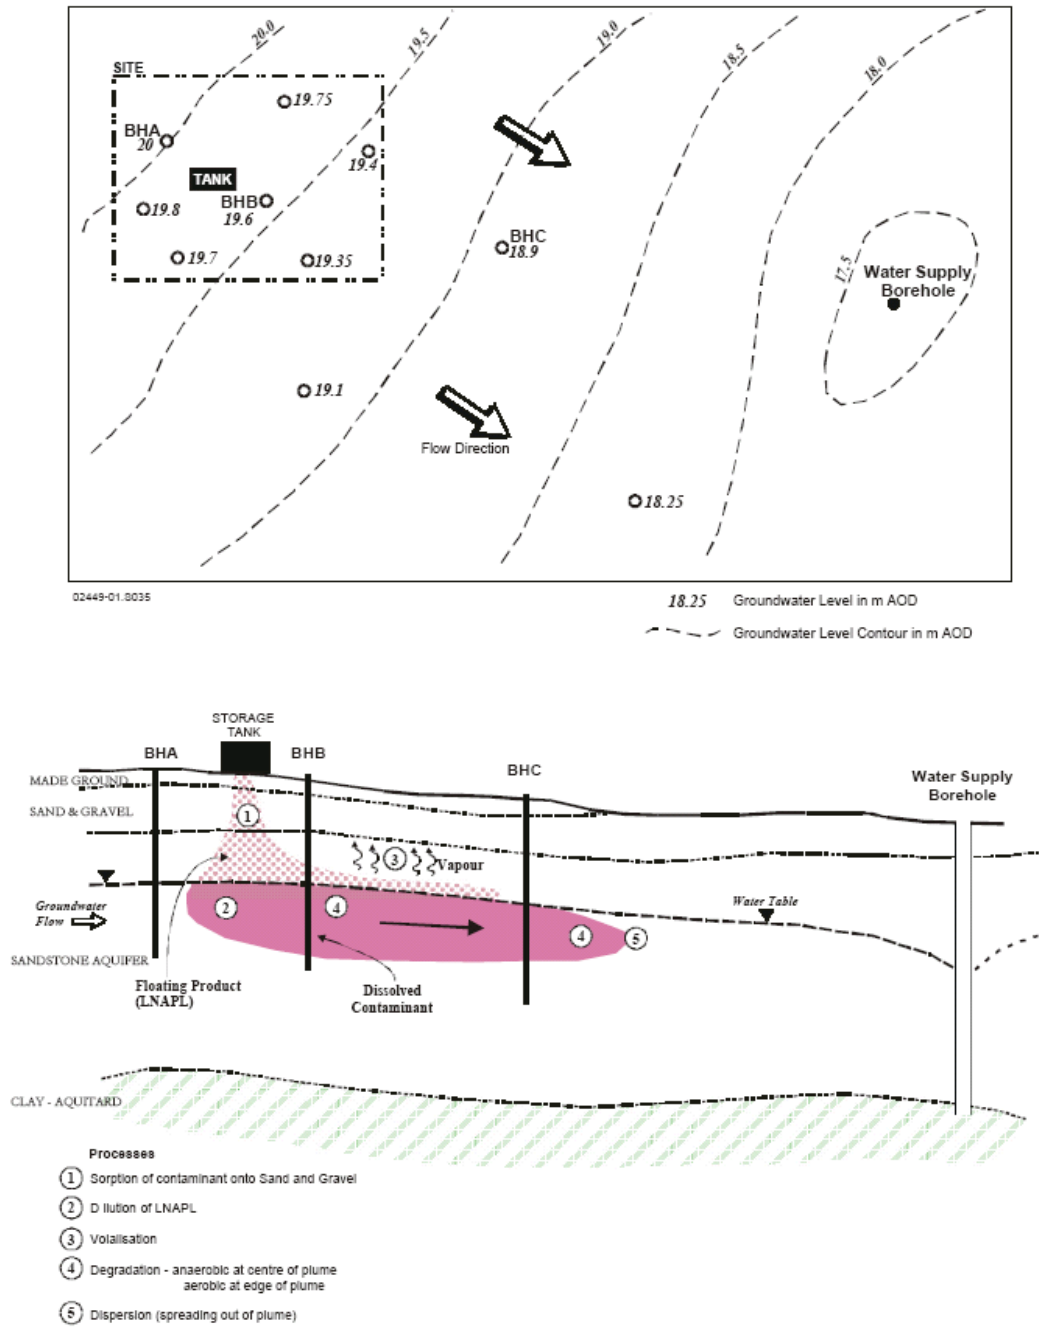 20.0
19.5
19.0
18.5
18.0
SITE
19.75
BHA
20
19.4
TANK
19.8
BHB
19.6
BHC
18.9
19.7
19.35
17.5
Water Supply
Borehole
19.1
Flow Direction
18.25
02449-01.8035
18.25 Groundwater Level in m AOD
Groundwater Level Contour in m AOD
STORAGE
TANK
BHA
BHB
BHC
Water Supply
Borehole
MADE GROUND
SAND & GRAVEL
1
3
Vapour
Groundwater
Flow
2
4
Water Table
4
5
SANDSTONE AQUIFER
Floating Product
(LNAPL)
Dissolved
Contaminant
CLAY - AQUITARD
Processes
1 Sorption of contaminant onto Sand and Gravel
2 D ilution of LNAPL
3 Volalisation
4 Degradation - anaerobic at centre of plume
aerobic at edge of plume
5 Dispersion (spreading out of plume)